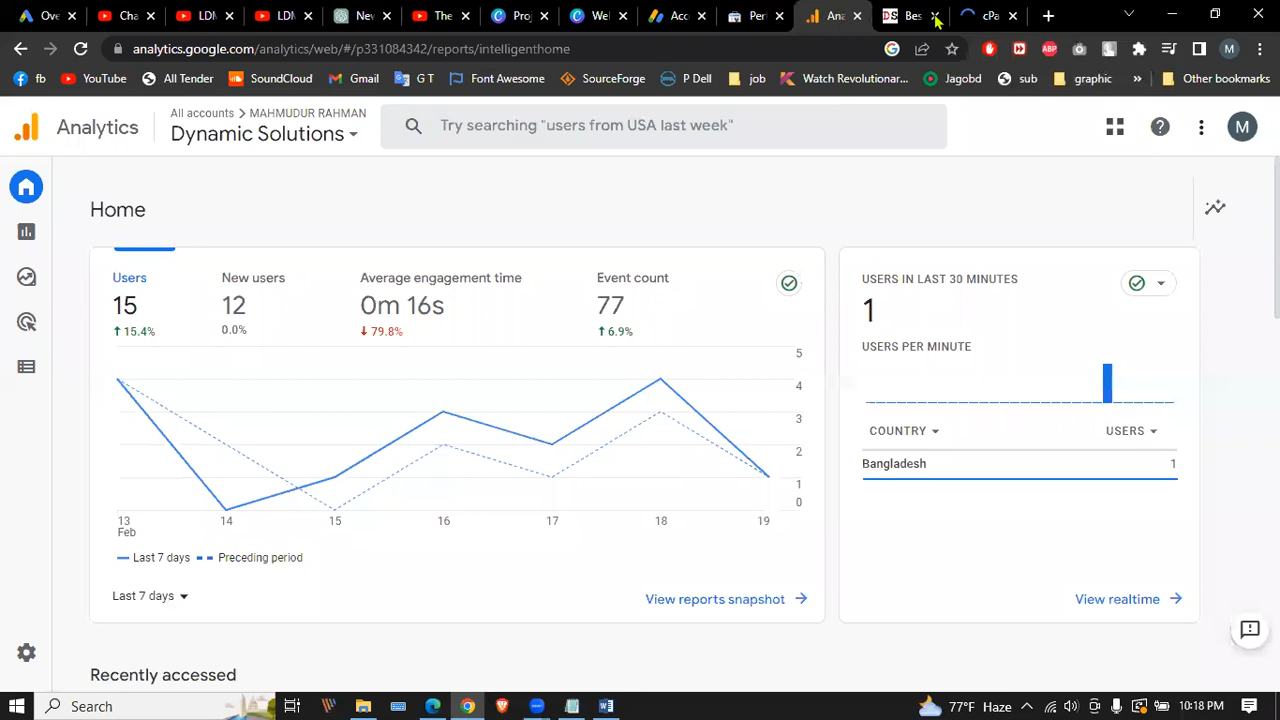 Ove
Cha
LDM
LDM
Nev
The
Proj
Wel
Acc
Per
Ana
DS Bes
cPa
analytics.google.com/analytics/web/#/p331084342/reports/intelligenthome
M
fb
YouTube
All Tender
SoundCloud
Gmail
G T
Font Awesome
SourceForge
P Dell
job
Watch Revolutionar...
Jagobd
sub
graphic
»
Other bookmarks
Analytics
All accounts > MAHMUDUR RAHMAN
Dynamic Solutions
Try searching "users from USA last week"
M
Home
Users
15
15.4%
New users
12
0.0%
Average engagement time
0m 16s
79.8%
Event count
77
6.9%
5
4
3
2
1
0
13 14 15 16 17 18 19
Feb
Last 7 days
Preceding period
Last 7 days
View reports snapshot
USERS IN LAST 30 MINUTES
1
USERS PER MINUTE
COUNTRY USERS
Bangladesh 1
View realtime
Recently accessed
Search
77°F Haze
10:18 PM